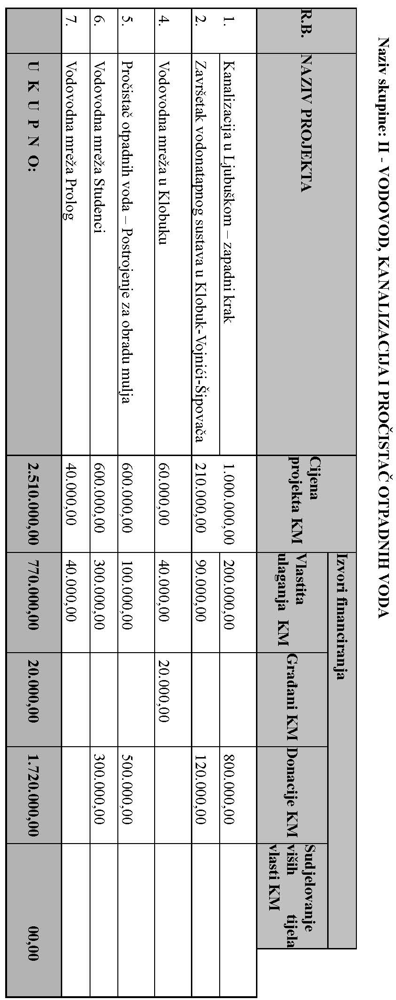 Naziv skupine: II - VODOVOD, KANALIZACIJA I PROČISTAČ OTPADNIH VODA
R.B. NAZIV PROJEKTA Cijena projekta KM Izvori financiranja
Vlastita ulaganja KM Građani KM Donacije KM Sudjelovanje viših tijela vlasti KM
1. Kanalizacija u Ljubuškom – zapadni krak 1.000.000,00 200.000,00 800.000,00
2. Završetak vodonatapnog sustava u Klobuk-Vojnići-Šipovača 210.000,00 90.000,00 120.000,00
4. Vodovodna mreža u Klobuku 60.000,00 40.000,00 20.000,00
5. Pročistač otpadnih voda – Postrojenje za obradu mulja 600.000,00 100.000,00 500.000,00
6. Vodovodna mreža Studenci 600.000,00 300.000,00 300.000,00
7. Vodovodna mreža Prolog 40.000,00 40.000,00
U K U P N O: 2.510.000,00 770.000,00 20.000,00 1.720.000,00 00,00